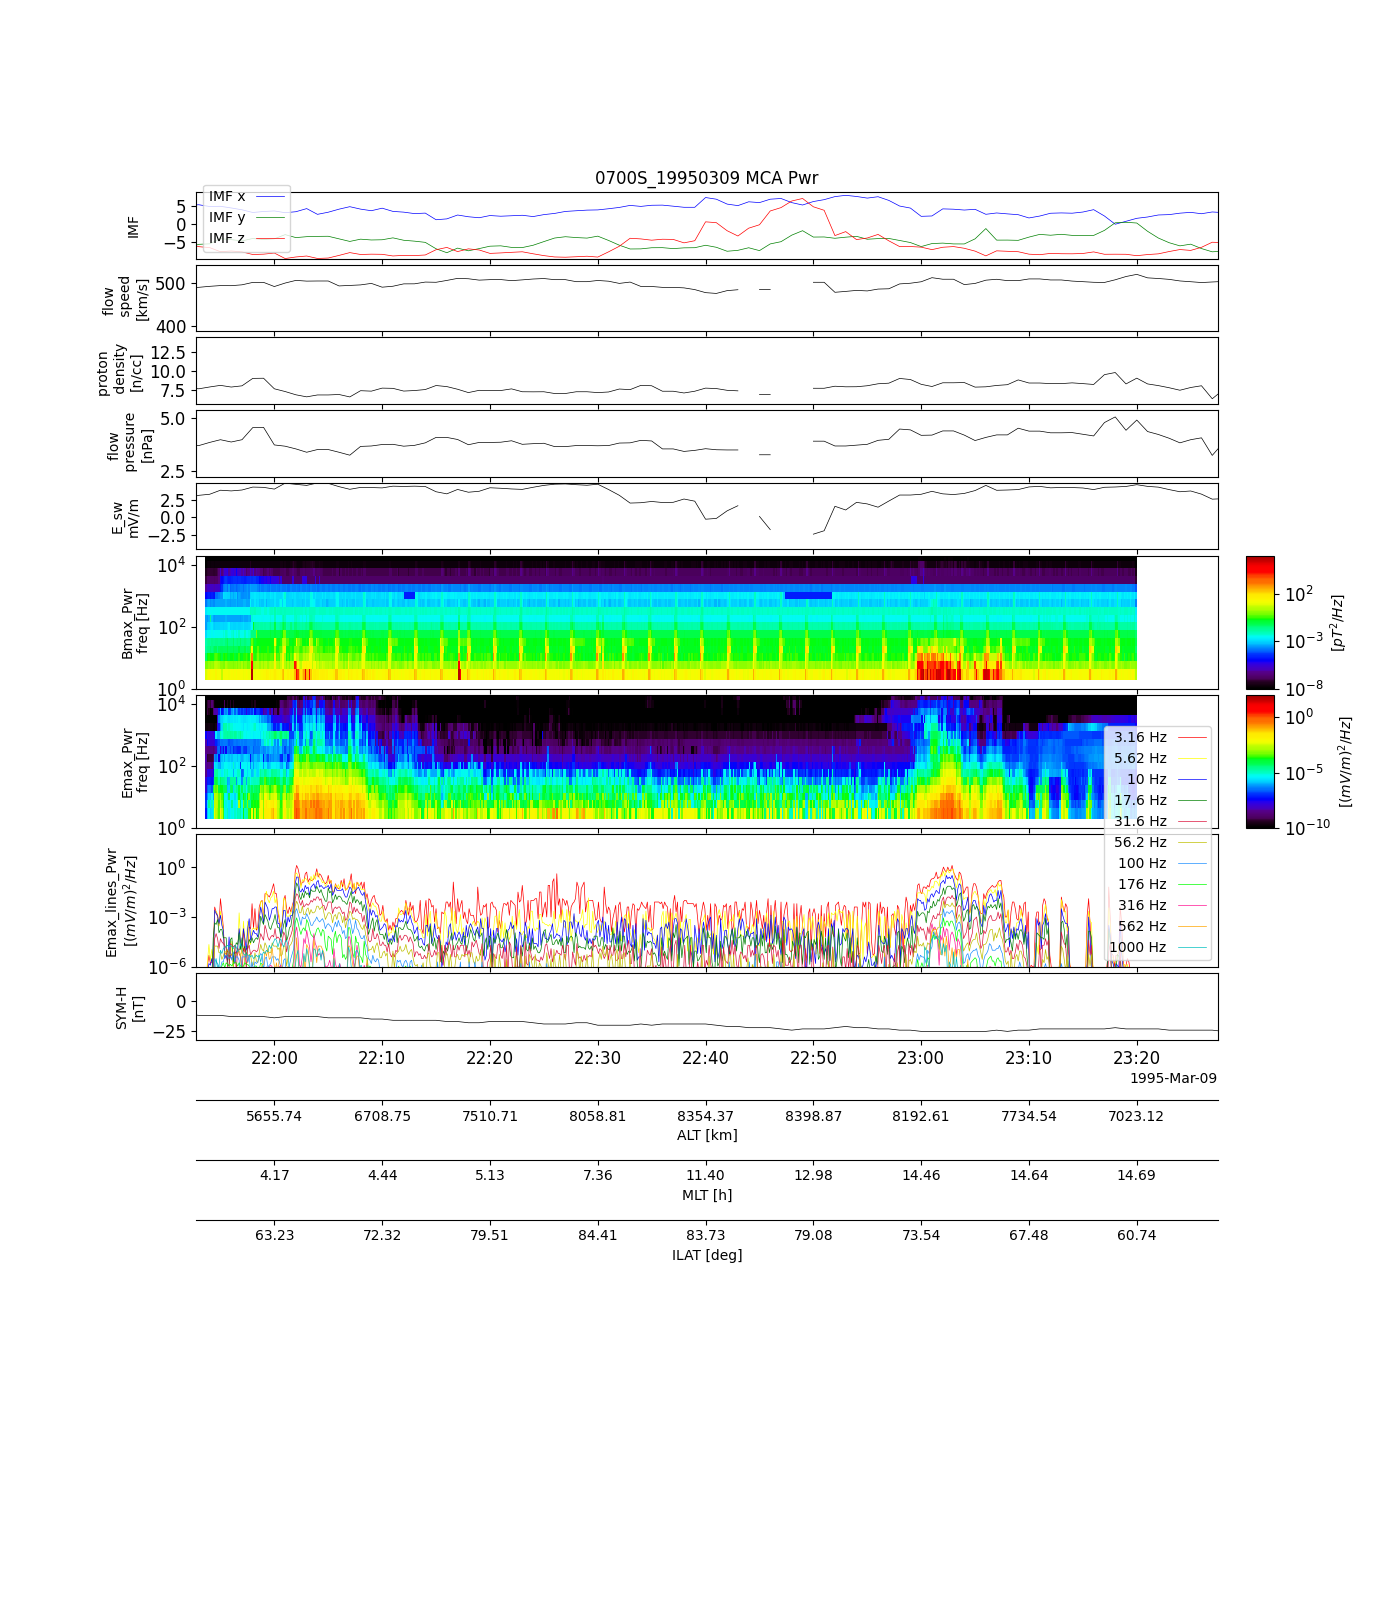 0700S_19950309 MCA Pwr
IMF
5
0
−5
IMF x
IMF y
IMF z
flow
speed
[km/s]
500
400
proton
density
[n/cc]
12.5
10.0
7.5
flow
pressure
[nPa]
5.0
2.5
E_sw
mV/m
2.5
0.0
−2.5
Bmax_Pwr
freq [Hz]
10^4
10^2
10^0
10^2
10^−3
10^−8
[pT^2/Hz]
Emax_Pwr
freq [Hz]
10^4
10^2
10^0
10^0
10^−5
10^−10
[(mV/m)^2/Hz]
3.16 Hz
5.62 Hz
10 Hz
17.6 Hz
31.6 Hz
56.2 Hz
100 Hz
176 Hz
316 Hz
562 Hz
1000 Hz
Emax_lines_Pwr
[(mV/m)^2/Hz]
10^0
10^−3
10^−6
SYM-H
[nT]
0
−25
22:00 22:10 22:20 22:30 22:40 22:50 23:00 23:10 23:20
1995-Mar-09
5655.74 6708.75 7510.71 8058.81 8354.37 8398.87 8192.61 7734.54 7023.12
ALT [km]
4.17 4.44 5.13 7.36 11.40 12.98 14.46 14.64 14.69
MLT [h]
63.23 72.32 79.51 84.41 83.73 79.08 73.54 67.48 60.74
ILAT [deg]